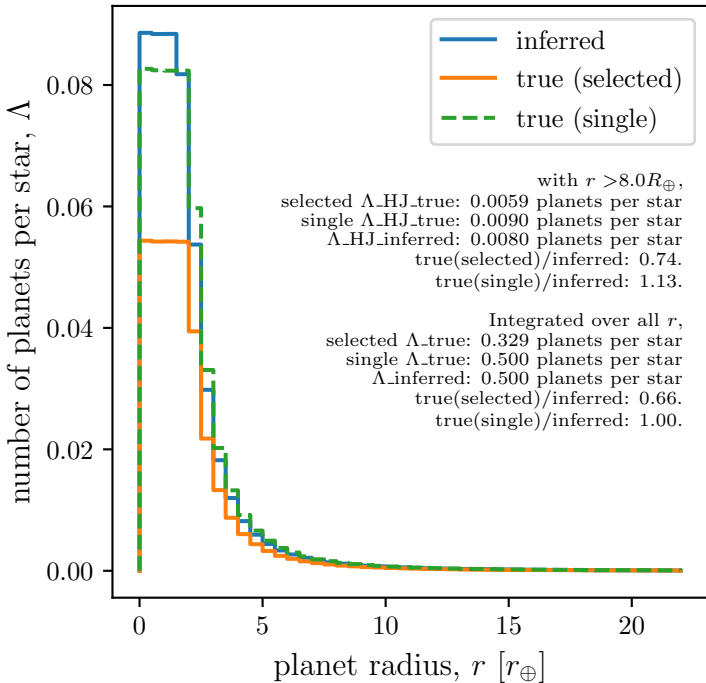 inferred
true (selected)
true (single)
with r >8.0R⊕,
selected Λ_HJ_true: 0.0059 planets per star
single Λ_HJ_true: 0.0090 planets per star
Λ_HJ_inferred: 0.0080 planets per star
true(selected)/inferred: 0.74.
true(single)/inferred: 1.13.
Integrated over all r,
selected Λ_true: 0.329 planets per star
single Λ_true: 0.500 planets per star
Λ_inferred: 0.500 planets per star
true(selected)/inferred: 0.66.
true(single)/inferred: 1.00.
number of planets per star, Λ
0.08
0.06
0.04
0.02
0.00
0 5 10 15 20
planet radius, r [r⊕]